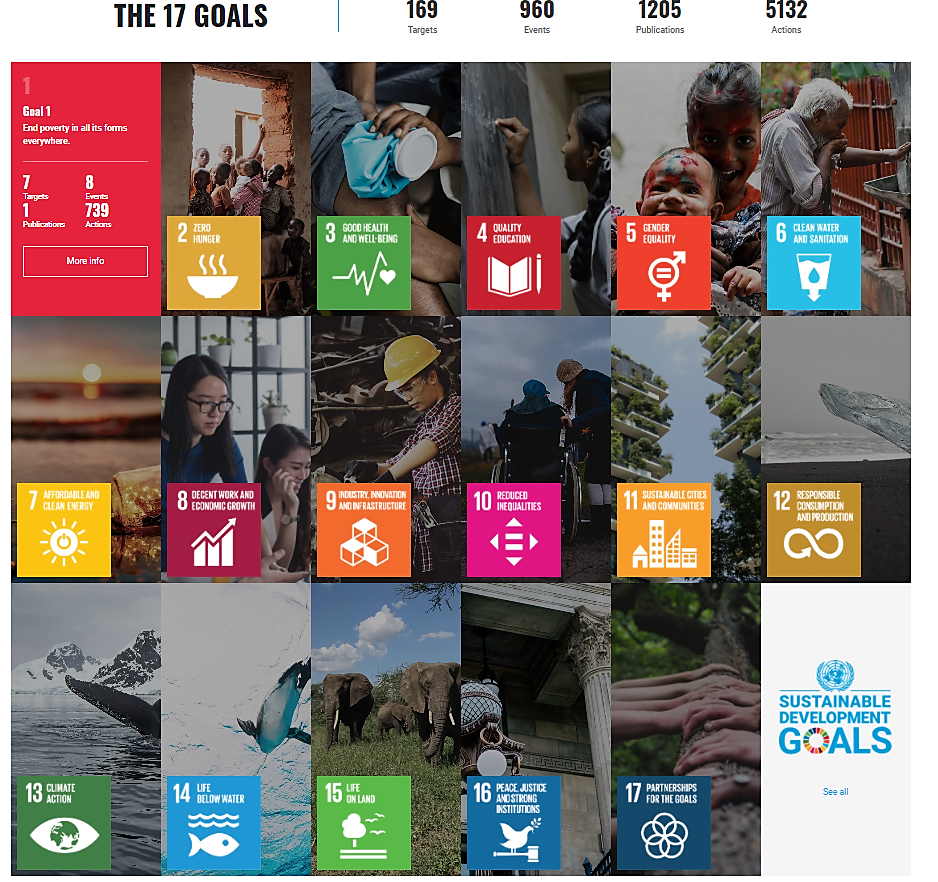 THE 17 GOALS
169
Targets
960
Events
1205
Publications
5132
Actions
1
Goal 1
End poverty in all its forms
everywhere.
7
Targets
8
Events
1
Publications
739
Actions
More info
2 ZERO
HUNGER
3 GOOD HEALTH
AND WELL-BEING
4 QUALITY
EDUCATION
5 GENDER
EQUALITY
6 CLEAN WATER
AND SANITATION
7 AFFORDABLE AND
CLEAN ENERGY
8 DECENT WORK AND
ECONOMIC GROWTH
9 INDUSTRY, INNOVATION
AND INFRASTRUCTURE
10 REDUCED
INEQUALITIES
11 SUSTAINABLE CITIES
AND COMMUNITIES
12 RESPONSIBLE
CONSUMPTION
AND PRODUCTION
13 CLIMATE
ACTION
14 LIFE
BELOW WATER
15 LIFE
ON LAND
16 PEACE, JUSTICE
AND STRONG
INSTITUTIONS
17 PARTNERSHIPS
FOR THE GOALS
SUSTAINABLE
DEVELOPMENT
GOALS
See all